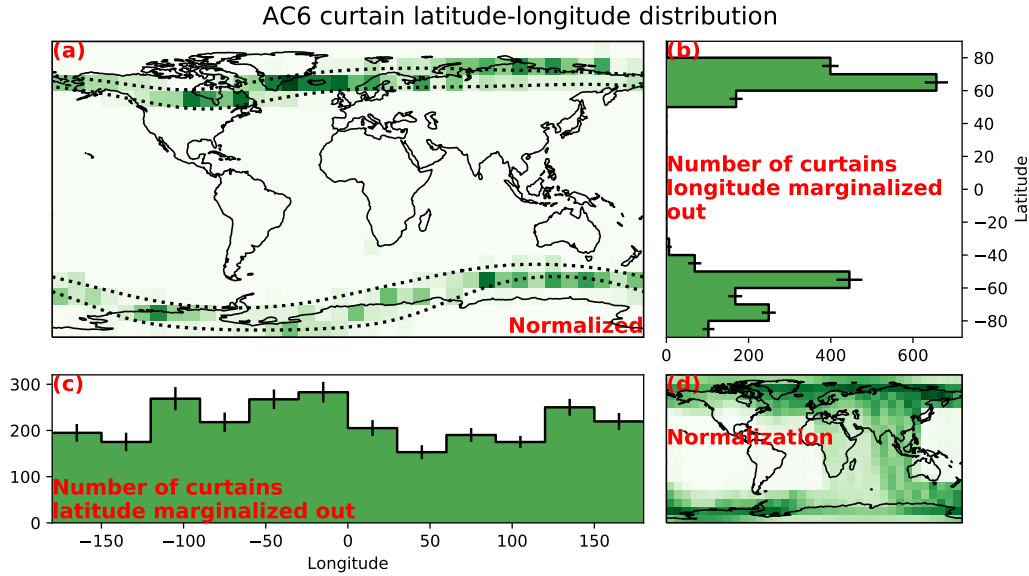 AC6 curtain latitude-longitude distribution
(a)
Normalized
(b)
Number of curtains
longitude marginalized
out
80
60
40
20
0
−20
−40
−60
−80
Latitude
0 200 400 600
(c)
Number of curtains
latitude marginalized out
300
200
100
0
−150 −100 −50 0 50 100 150
Longitude
(d)
Normalization